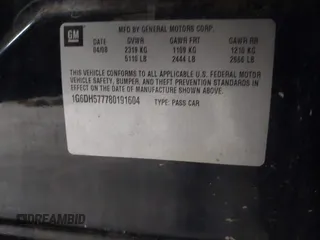 GM
MFD BY GENERAL MOTORS CORP.
DATE GVWR GAWR FRT GAWR RR
04/08 2319 KG 1109 KG 1210 KG
5110 LB 2444 LB 2666 LB
THIS VEHICLE CONFORMS TO ALL APPLICABLE U.S. FEDERAL MOTOR
VEHICLE SAFETY, BUMPER, AND THEFT PREVENTION STANDARDS IN
EFFECT ON THE DATE OF MANUFACTURE SHOWN ABOVE.
1G6DH577780191604 TYPE: PASS CAR
DREAMBID